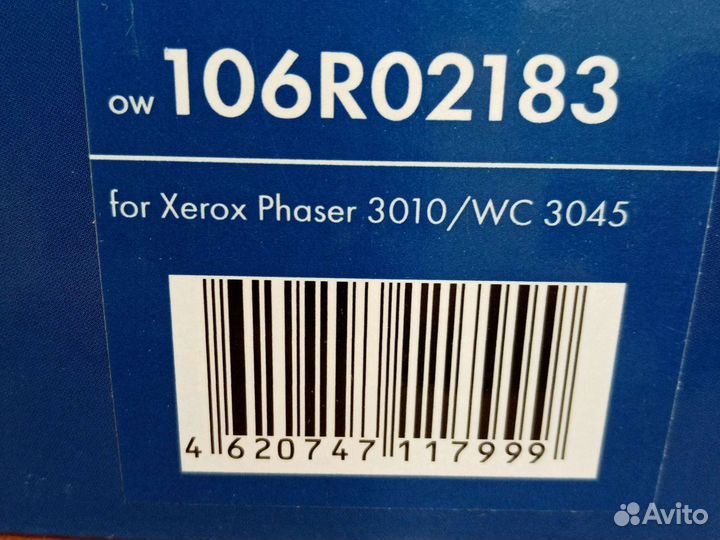 OW 106R02183
for Xerox Phaser 3010/WC 3045
4 620747 117999
Avito